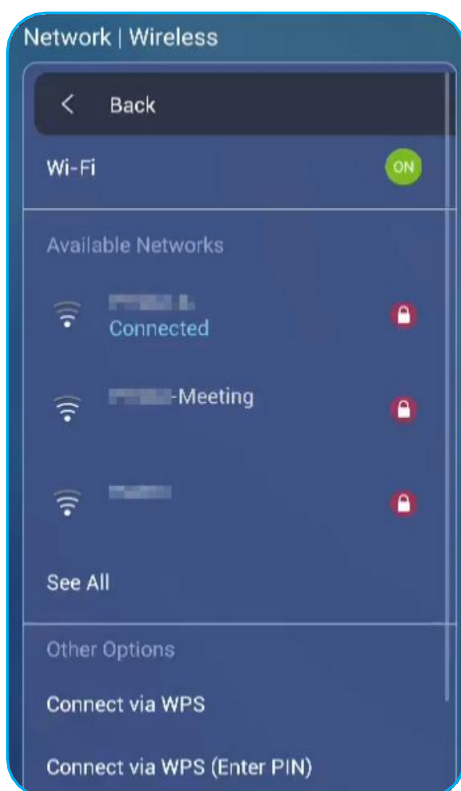 Network | Wireless
Back
Wi-Fi
ON
Available Networks
Connected
-Meeting
See All
Other Options
Connect via WPS
Connect via WPS (Enter PIN)